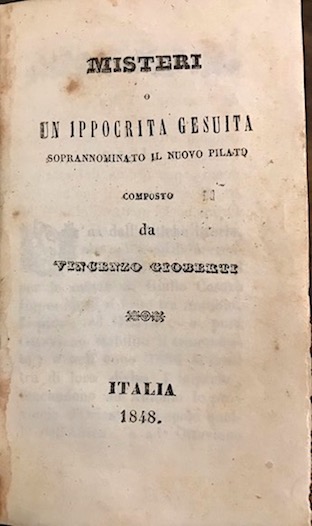 MISTERI
O
UN IPPOCRITA GESUITA
SOPRANNOMINATO IL NUOVO PILATO
COMPOSTO
da
VINCENZO GIOBERTI
ITALIA
1848.